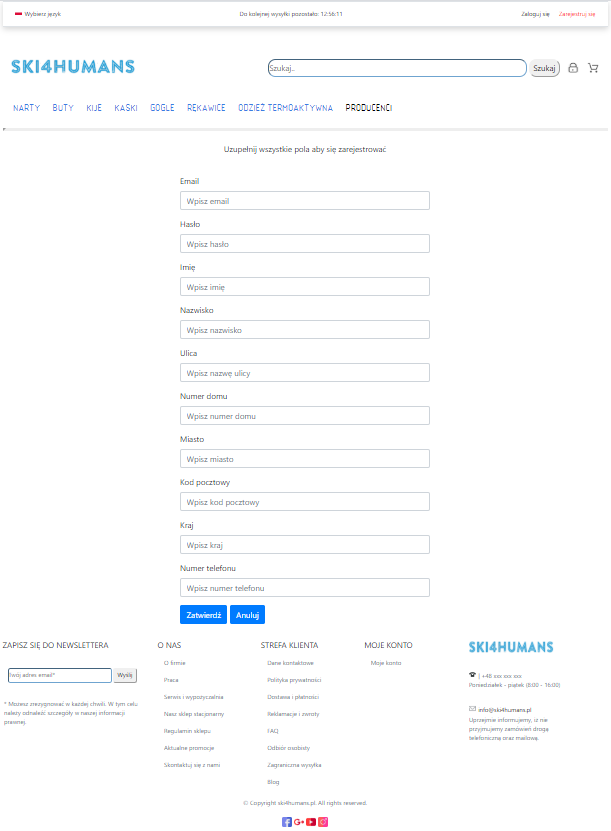 Wybierz język
Do kolejnej wysyłki pozostało: 12:56:11
Zaloguj się Zarejestruj się
SKI4HUMANS
Szukaj..
Szukaj
NARTY BUTY KIJE KASKI GOGLE RĘKAWICE ODZIEŻ TERMOAKTYWNA PRODUCENCI
Uzupełnij wszystkie pola aby się zarejestrować
Email
Wpisz email
Hasło
Wpisz hasło
Imię
Wpisz imię
Nazwisko
Wpisz nazwisko
Ulica
Wpisz nazwę ulicy
Numer domu
Wpisz numer domu
Miasto
Wpisz miasto
Kod pocztowy
Wpisz kod pocztowy
Kraj
Wpisz kraj
Numer telefonu
Wpisz numer telefonu
Zatwierdź Anuluj
ZAPISZ SIĘ DO NEWSLETTERA
Twój adres email*
Wyślij
* Możesz zrezygnować w każdej chwili. W tym celu
należy odnaleźć szczegóły w naszej informacji
prawnej.
O NAS
O firmie
Praca
Serwis i wypożyczalnia
Nasz sklep stacjonarny
Regulamin sklepu
Aktualne promocje
Skontaktuj się z nami
STREFA KLIENTA
Dane kontaktowe
Polityka prywatności
Dostawa i płatności
Reklamacje i zwroty
FAQ
Odbiór osobisty
Zagraniczna wysyłka
Blog
MOJE KONTO
Moje konto
SKI4HUMANS
| +48 xxx xxx xxx
Poniedziałek - piątek (8:00 - 16:00)
info@ski4humans.pl
Uprzejmie informujemy, iż nie
przyjmujemy zamówień drogą
telefoniczną oraz mailową.
© Copyright ski4humans.pl. All rights reserved.